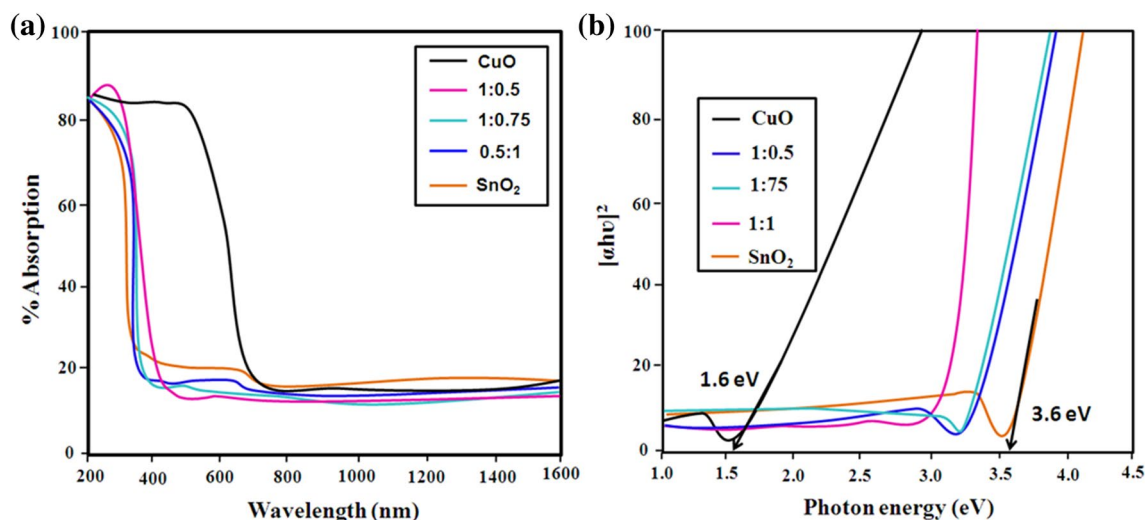 (a)
100
80
60
40
20
0
% Absorption
200
400
600
800
1000
1200
1400
1600
Wavelength (nm)
CuO
1:0.5
1:0.75
0.5:1
SnO₂
(b)
100
80
60
40
20
0
[αhυ]²
1.0
1.5
2.0
2.5
3.0
3.5
4.0
4.5
Photon energy (eV)
CuO
1:0.5
1:75
1:1
SnO₂
1.6 eV
3.6 eV